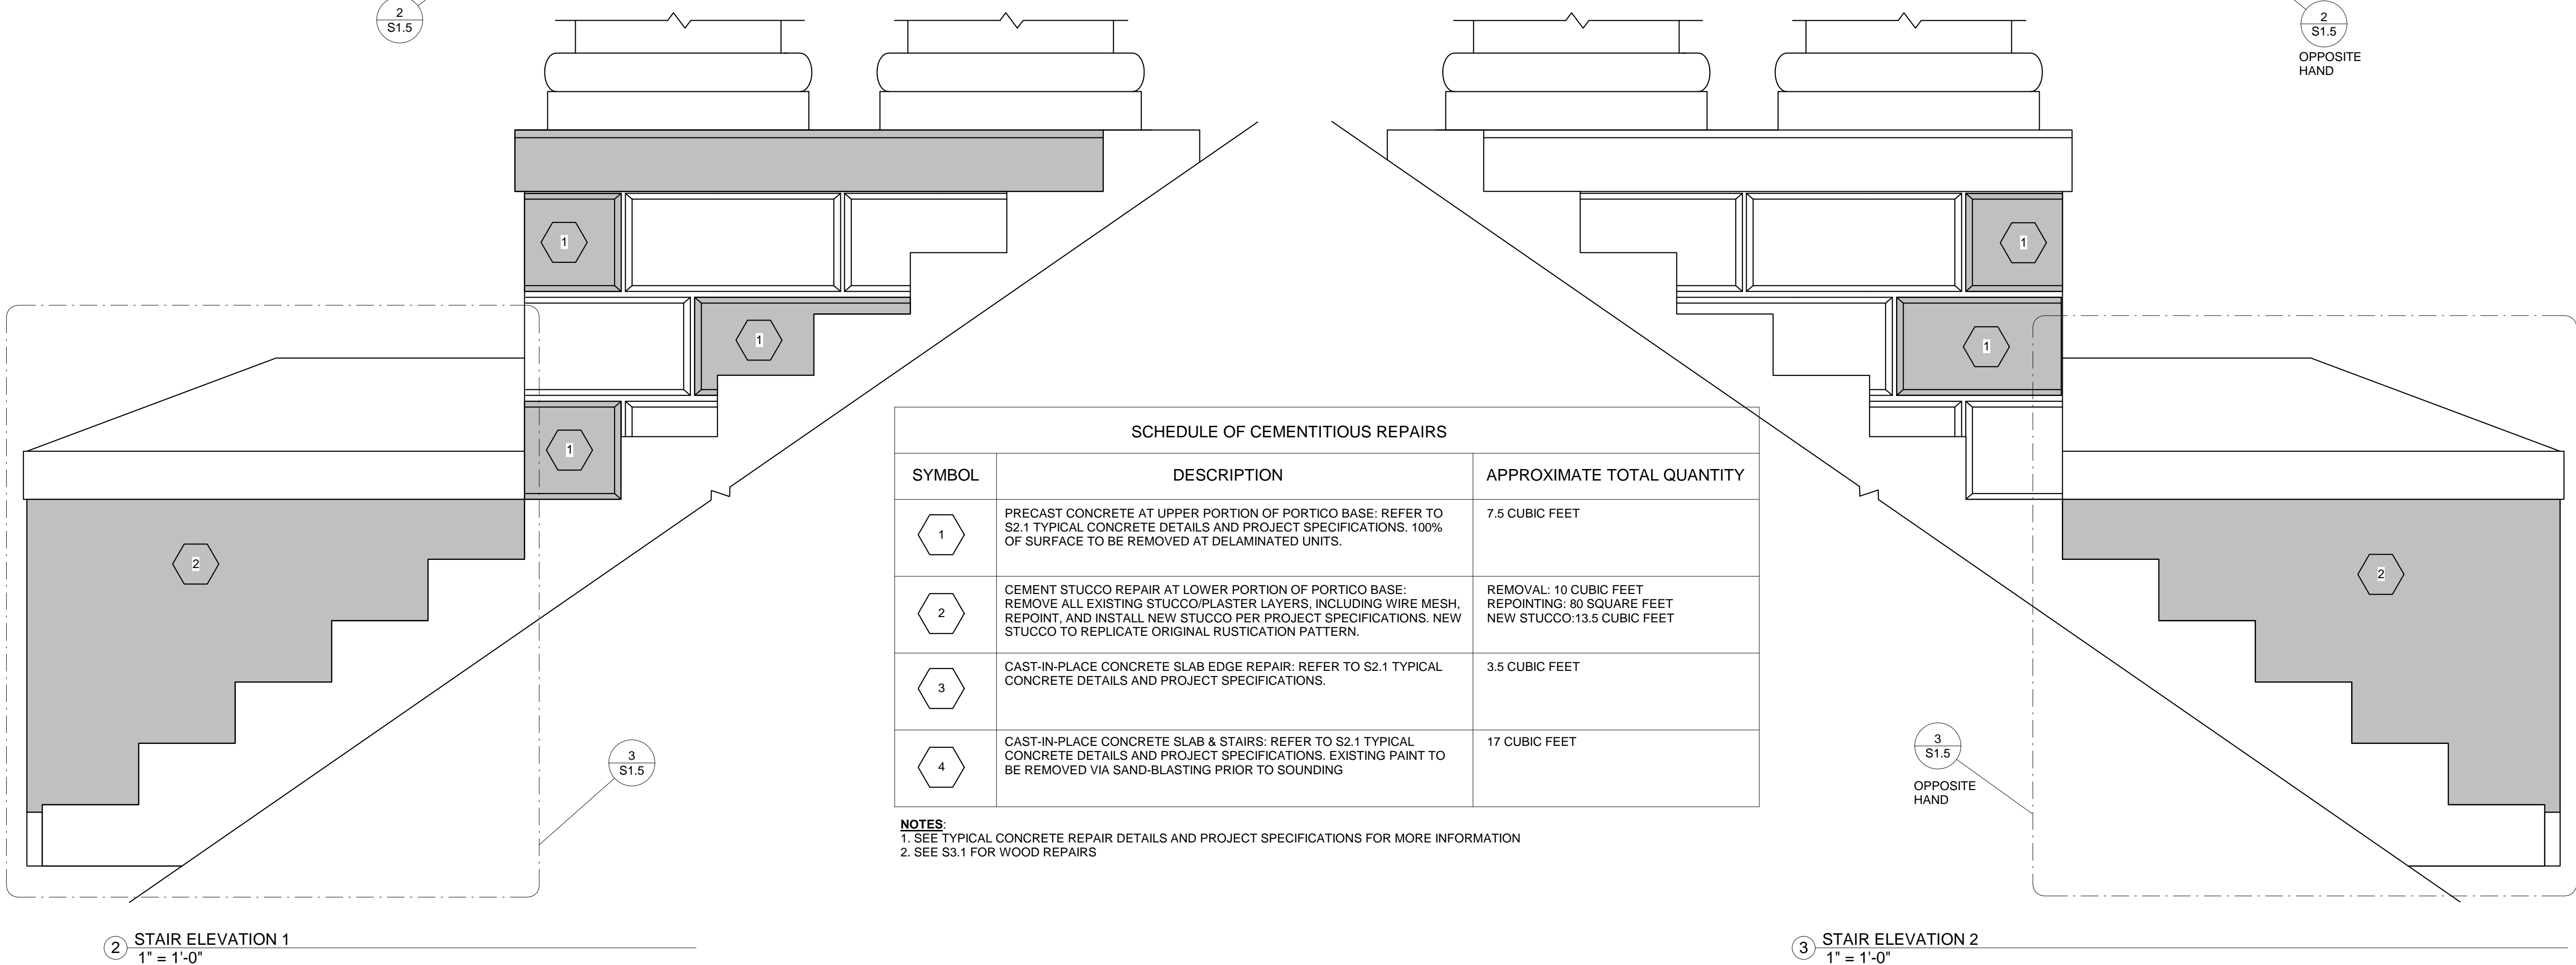 2
S1.5
2
S1.5
OPPOSITE
HAND
1
1
1
1
1
2
2
SCHEDULE OF CEMENTITIOUS REPAIRS
SYMBOL
DESCRIPTION
APPROXIMATE TOTAL QUANTITY
1
PRECAST CONCRETE AT UPPER PORTION OF PORTICO BASE: REFER TO
S2.1 TYPICAL CONCRETE DETAILS AND PROJECT SPECIFICATIONS. 100%
OF SURFACE TO BE REMOVED AT DELAMINATED UNITS.
7.5 CUBIC FEET
2
CEMENT STUCCO REPAIR AT LOWER PORTION OF PORTICO BASE:
REMOVE ALL EXISTING STUCCO/PLASTER LAYERS, INCLUDING WIRE MESH,
REPOINT, AND INSTALL NEW STUCCO PER PROJECT SPECIFICATIONS. NEW
STUCCO TO REPLICATE ORIGINAL RUSTICATION PATTERN.
REMOVAL: 10 CUBIC FEET
REPOINTING: 80 SQUARE FEET
NEW STUCCO:13.5 CUBIC FEET
3
CAST-IN-PLACE CONCRETE SLAB EDGE REPAIR: REFER TO S2.1 TYPICAL
CONCRETE DETAILS AND PROJECT SPECIFICATIONS.
3.5 CUBIC FEET
4
CAST-IN-PLACE CONCRETE SLAB & STAIRS: REFER TO S2.1 TYPICAL
CONCRETE DETAILS AND PROJECT SPECIFICATIONS. EXISTING PAINT TO
BE REMOVED VIA SAND-BLASTING PRIOR TO SOUNDING
17 CUBIC FEET
NOTES:
1. SEE TYPICAL CONCRETE REPAIR DETAILS AND PROJECT SPECIFICATIONS FOR MORE INFORMATION
2. SEE S3.1 FOR WOOD REPAIRS
3
S1.5
3
S1.5
OPPOSITE
HAND
2 STAIR ELEVATION 1
1" = 1'-0"
3 STAIR ELEVATION 2
1" = 1'-0"